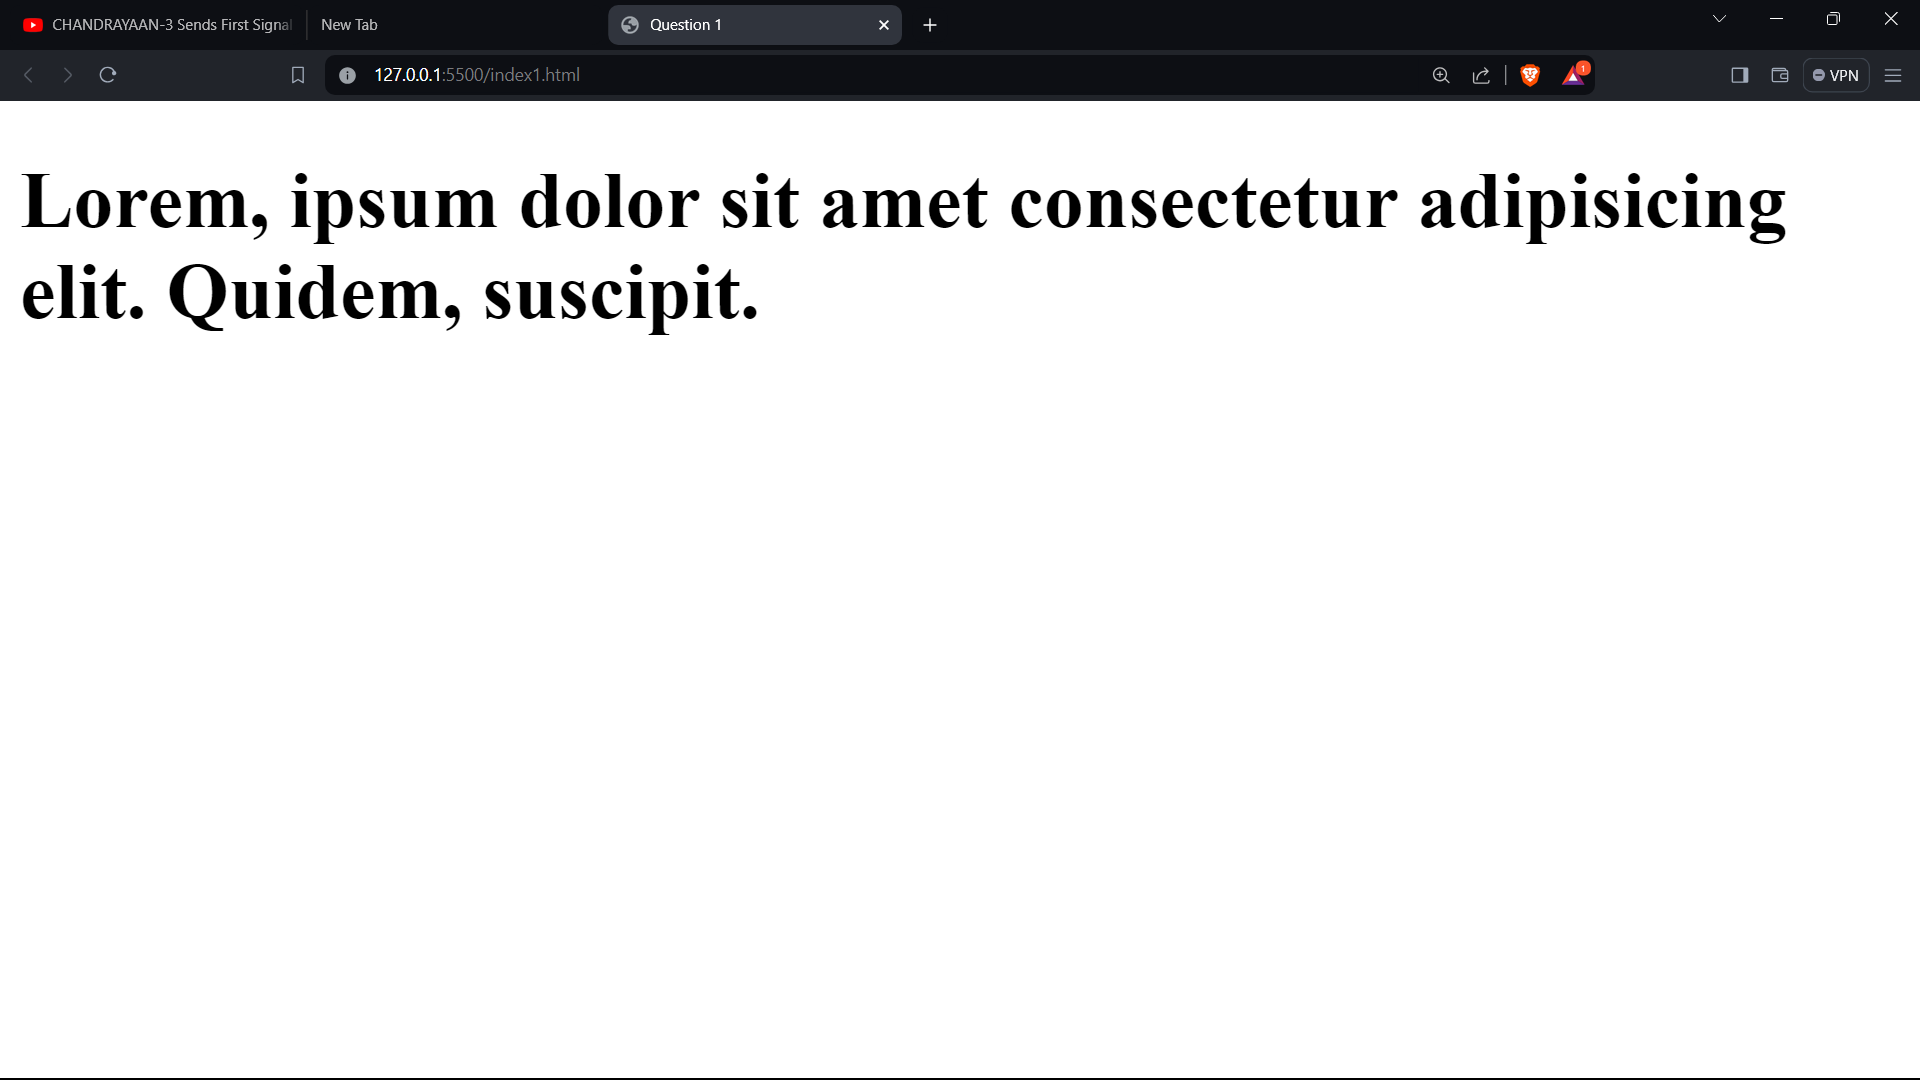 CHANDRAYAAN-3 Sends First Signal
New Tab
Question 1
127.0.0.1:5500/index1.html
1
VPN
Lorem, ipsum dolor sit amet consectetur adipisicing
elit. Quidem, suscipit.